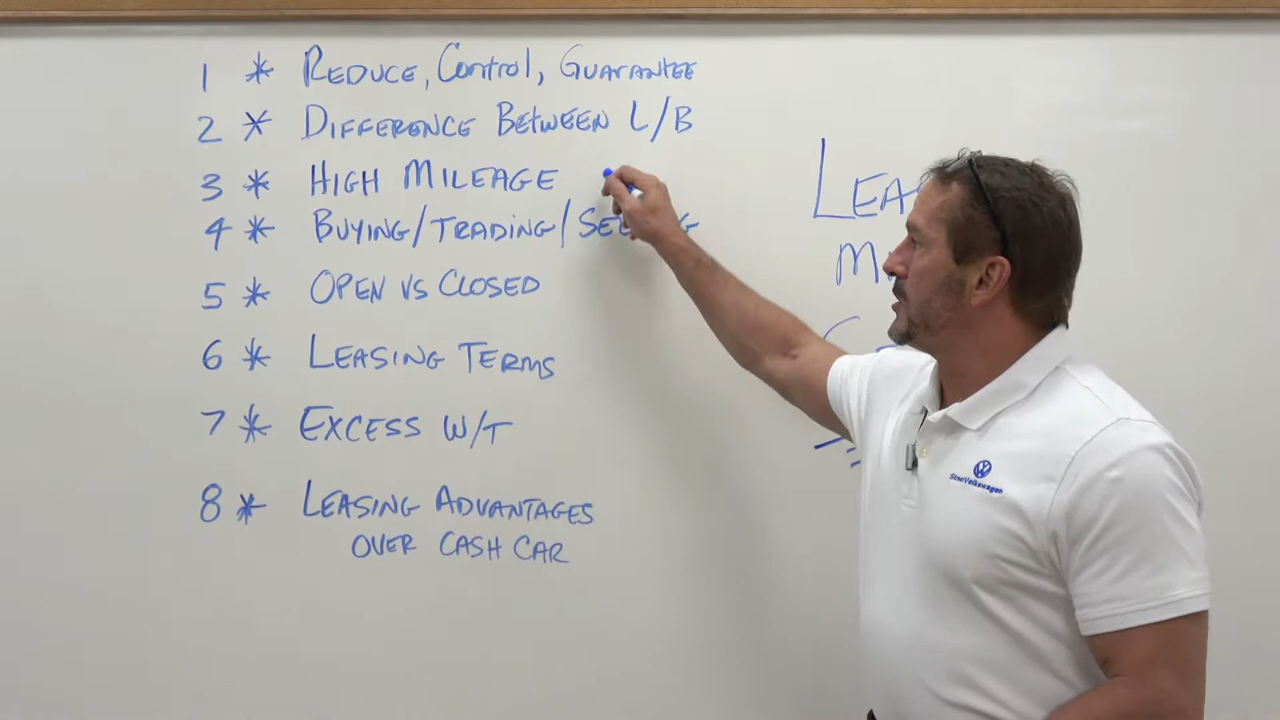 1 * REDUCE, Control, GUARANTEE
2 * DIFFERENCE BETWEEN L/B
3 * HIGH MILEAGE
4 * BUYING/TRADING/
5 * OPEN VS CLOSED
6 * LEASING TERMS
7 * EXCESS W/T
8 * LEASING ADVANTAGES
OVER CASH CAR